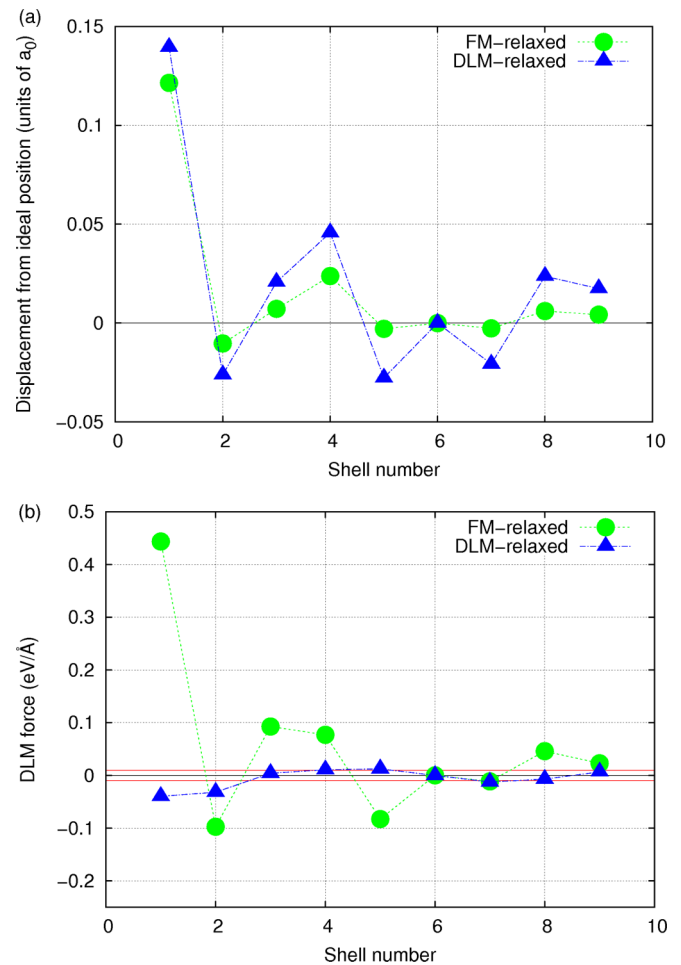 (a)
Displacement from ideal position (units of a₀)
0.15
0.1
0.05
0
−0.05
FM−relaxed
DLM−relaxed
0 2 4 6 8 10
Shell number
(b)
DLM force (eV/Å)
0.5
0.4
0.3
0.2
0.1
0
−0.1
−0.2
FM−relaxed
DLM−relaxed
0 2 4 6 8 10
Shell number